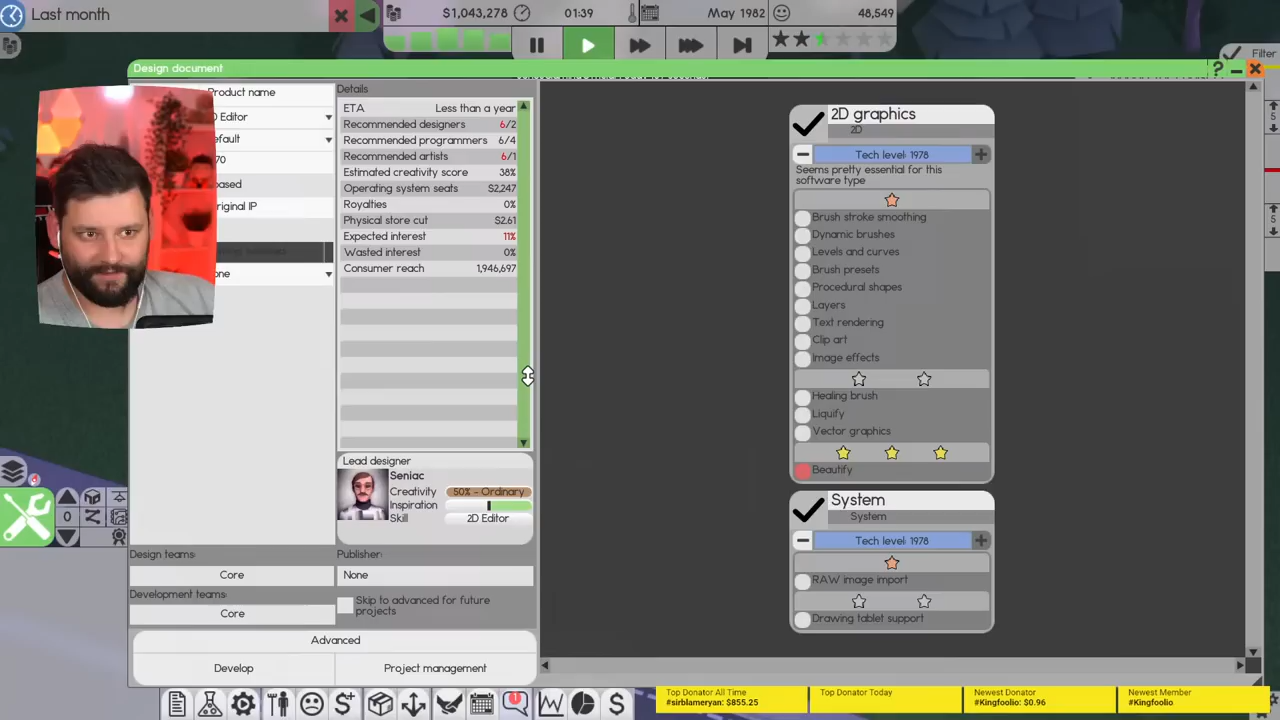 Last month
$1,043,278
01:39
May 1982
48,549
Filter
Design document
Product name
D Editor
efault
70
based
riginal IP
one
Details
ETA Less than a year
Recommended designers 6/2
Recommended programmers 6/4
Recommended artists 6/1
Estimated creativity score 38%
Operating system seats $2,247
Royalties 0%
Physical store cut $2.61
Expected interest 11%
Wasted interest 0%
Consumer reach 1,946,697
Lead designer
Seniac
Creativity 50% - Ordinary
Inspiration
Skill 2D Editor
Design teams:
Core
Development teams:
Core
Publisher:
None
Skip to advanced for future
projects
Advanced
Develop
Project management
2D graphics
2D
Tech level: 1978
Seems pretty essential for this
software type
Brush stroke smoothing
Dynamic brushes
Levels and curves
Brush presets
Procedural shapes
Layers
Text rendering
Clip art
Image effects
Healing brush
Liquify
Vector graphics
Beautify
System
System
Tech level: 1978
RAW image import
Drawing tablet support
0
5
5
Top Donator All Time
#sirblameryan: $855.25
Top Donator Today
Newest Donator
#Kingfoolio: $0.96
Newest Member
#Kingfoolio